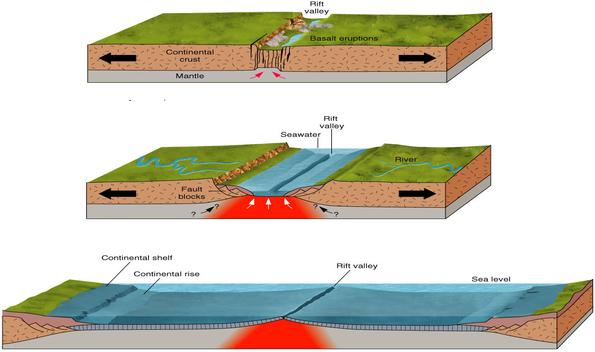 Rift
valley
Basalt eruptions
Continental
crust
Mantle
Rift
valley
Seawater
River
Fault
blocks
?
?
Continental shelf
Continental rise
Rift valley
Sea level